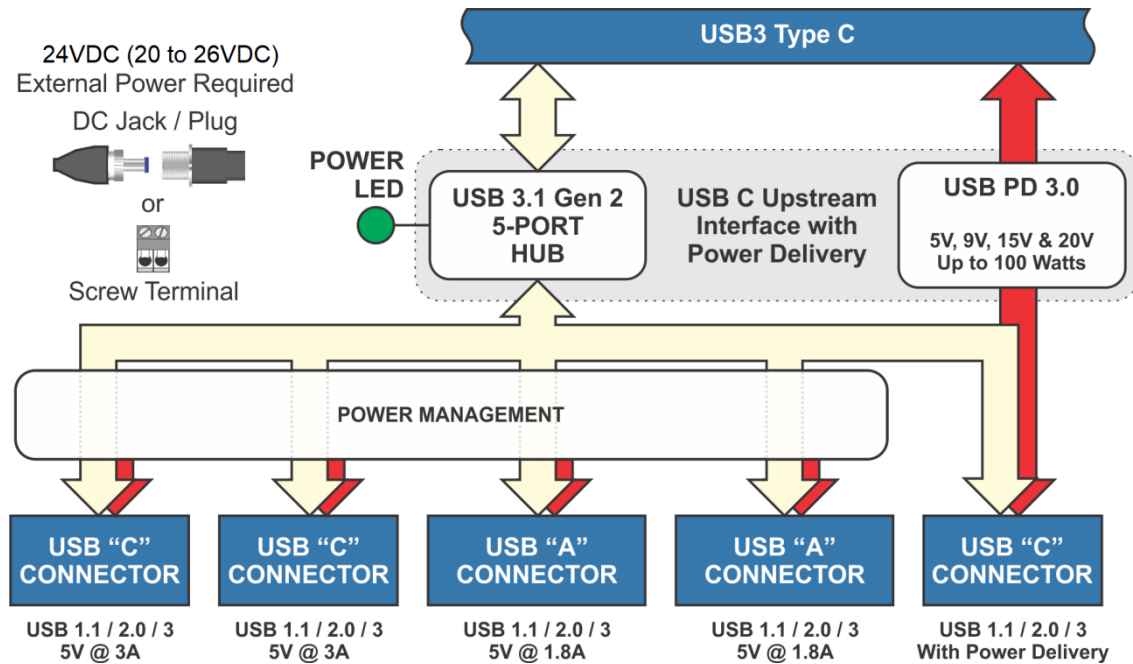 24VDC (20 to 26VDC)
External Power Required
DC Jack / Plug
or
Screw Terminal
USB3 Type C
POWER
LED
USB 3.1 Gen 2
5-PORT
HUB
USB C Upstream
Interface with
Power Delivery
USB PD 3.0
5V, 9V, 15V & 20V
Up to 100 Watts
POWER MANAGEMENT
USB “C”
CONNECTOR
USB 1.1 / 2.0 / 3
5V @ 3A
USB “C”
CONNECTOR
USB 1.1 / 2.0 / 3
5V @ 3A
USB “A”
CONNECTOR
USB 1.1 / 2.0 / 3
5V @ 1.8A
USB “A”
CONNECTOR
USB 1.1 / 2.0 / 3
5V @ 1.8A
USB “C”
CONNECTOR
USB 1.1 / 2.0 / 3
With Power Delivery